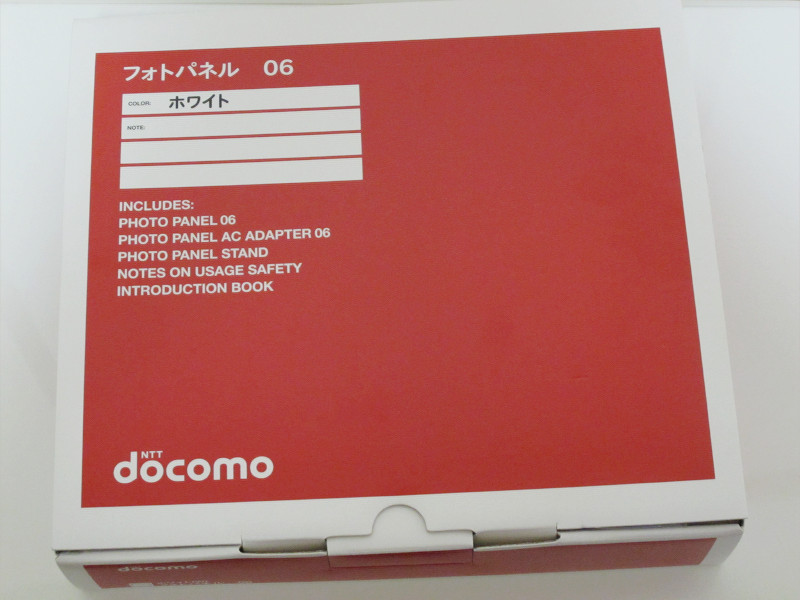 フォトパネル 06
COLOR: ホワイト
NOTE:
INCLUDES:
PHOTO PANEL 06
PHOTO PANEL AC ADAPTER 06
PHOTO PANEL STAND
NOTES ON USAGE SAFETY
INTRODUCTION BOOK
NTT
docomo
docomo